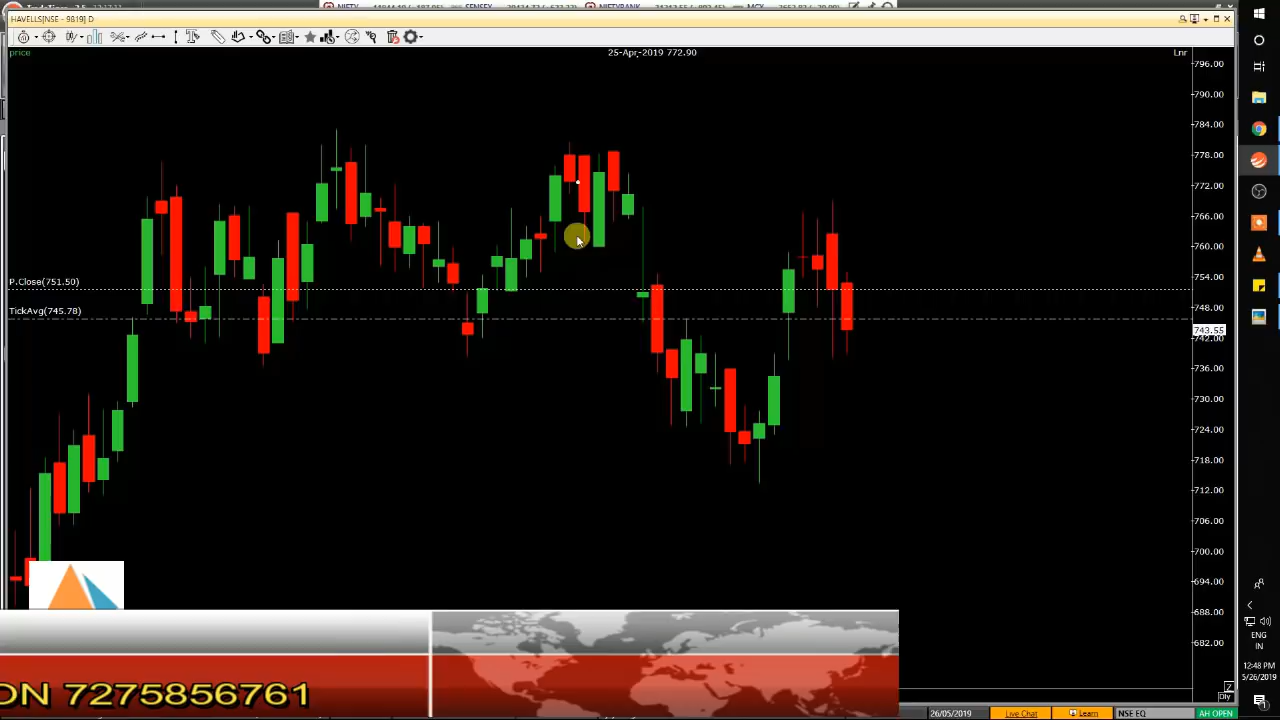 HAVELLS[NSE - 9819] D
price
25-Apr,-2019 772.90
Lnr
796.00
790.00
784.00
778.00
772.00
766.00
760.00
754.00
748.00
743.55
742.00
736.00
730.00
724.00
718.00
712.00
706.00
700.00
694.00
688.00
682.00
P.Close(751.50)
TickAvg(745.78)
ON 7275856761
Z
Dly
26/05/2019
Live Chat
Learn
NSE EQ
AH OPEN
ENG
IN
12:48 PM
5/26/2019